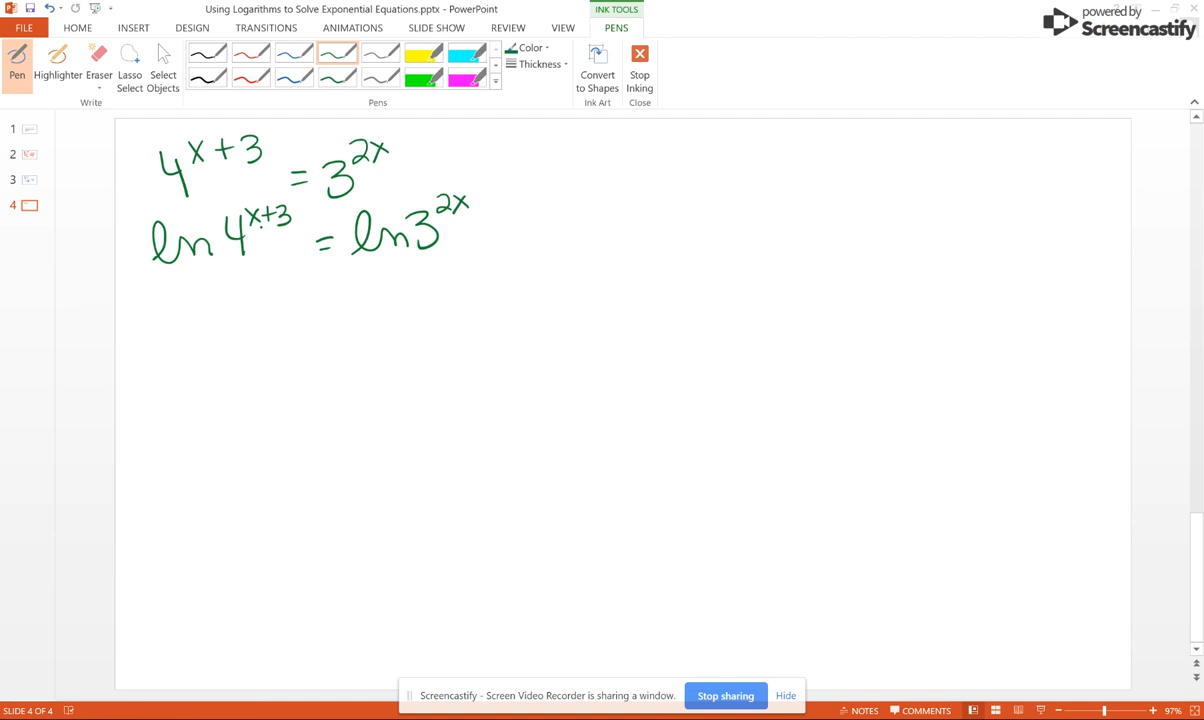 Using Logarithms to Solve Exponential Equations.pptx - PowerPoint
INK TOOLS
powered by
Screencastify
FILE HOME INSERT DESIGN TRANSITIONS ANIMATIONS SLIDE SHOW REVIEW VIEW PENS
Pen Highlighter Eraser Lasso Select Select Objects
Color
Thickness
Convert to Shapes
Stop Inking
Write Pens Ink Art Close
1
2
3
4
4^{x+3} = 3^{2x}
ln 4^{x+3} = ln 3^{2x}
Screencastify - Screen Video Recorder is sharing a window. Stop sharing Hide
SLIDE 4 OF 4 NOTES COMMENTS 97%